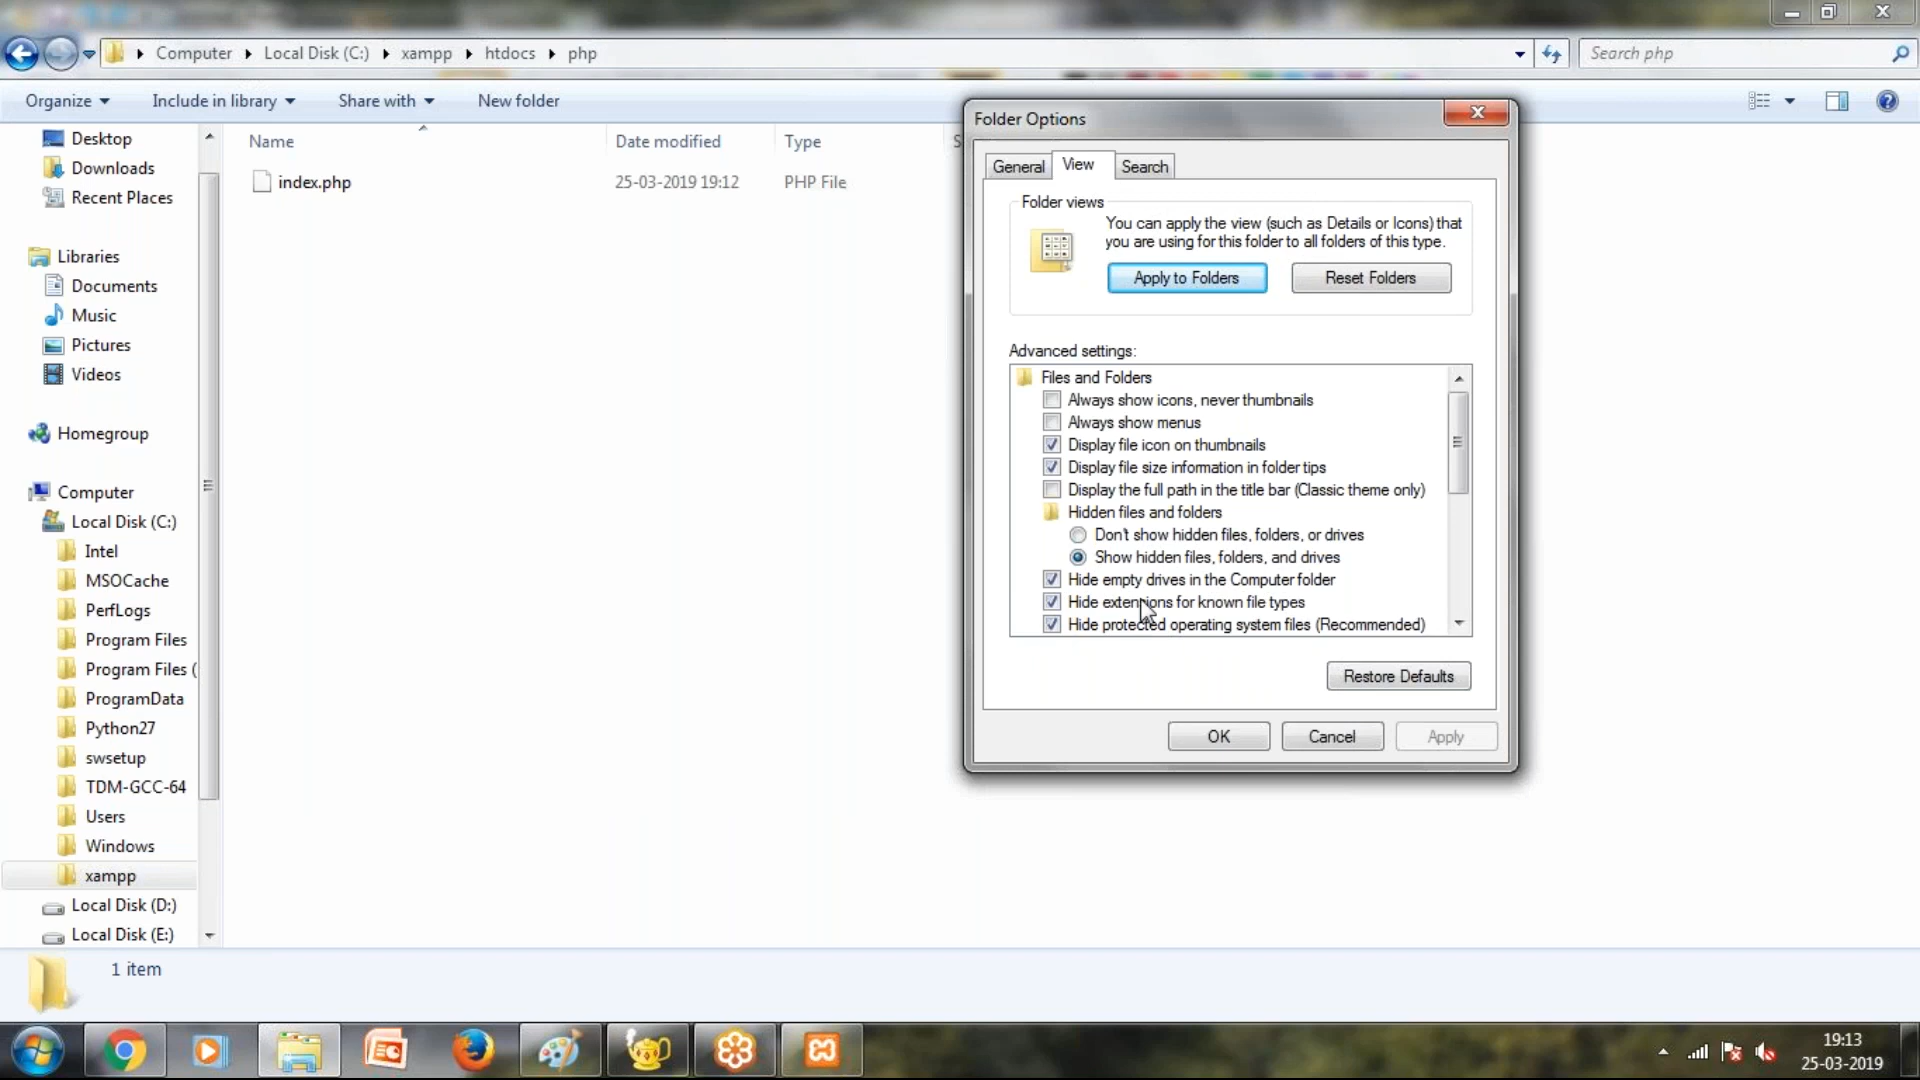 Computer Local Disk (C:) xampp htdocs php
Search php
Organize Include in library Share with New folder
Name Date modified Type S
index.php 25-03-2019 19:12 PHP File
Desktop
Downloads
Recent Places
Libraries
Documents
Music
Pictures
Videos
Homegroup
Computer
Local Disk (C:)
Intel
MSOCache
PerfLogs
Program Files
Program Files (
ProgramData
Python27
swsetup
TDM-GCC-64
Users
Windows
xampp
Local Disk (D:)
Local Disk (E:)
1 item
Folder Options
General View Search
Folder views
You can apply the view (such as Details or Icons) that
you are using for this folder to all folders of this type.
Apply to Folders Reset Folders
Advanced settings:
Files and Folders
Always show icons, never thumbnails
Always show menus
Display file icon on thumbnails
Display file size information in folder tips
Display the full path in the title bar (Classic theme only)
Hidden files and folders
Don't show hidden files, folders, or drives
Show hidden files, folders, and drives
Hide empty drives in the Computer folder
Hide extensions for known file types
Hide protected operating system files (Recommended)
Restore Defaults
OK Cancel Apply
19:13
25-03-2019